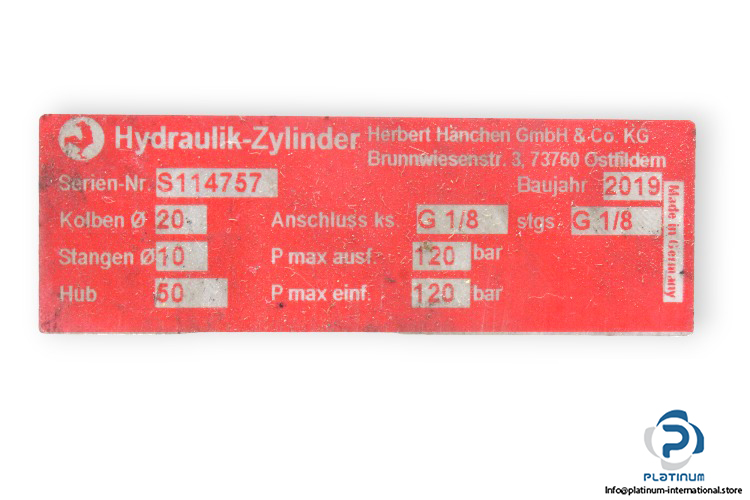 Hydraulik-Zylinder Herbert Hänchen GmbH & Co. KG
Brunnwiesenstr. 3, 73760 Ostfildern
Serien-Nr. S114757 Baujahr 2019
Kolben Ø 20 Anschluss ks. G 1/8 stgs. G 1/8
Stangen Ø 10 P max ausf. 120 bar
Hub 50 P max einf. 120 bar
Made in Germany
PLATINUM
Info@platinum-international.store